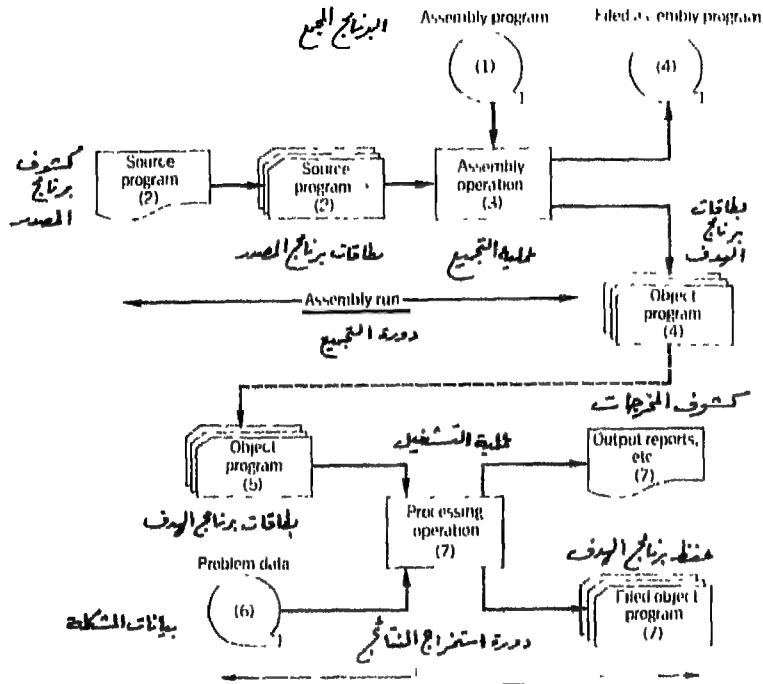 Assembly program
البرنامج المجمع
(1)
Filed assembly program
(4)
كشوف
برنامج
المصدر
Source
program
(2)
Source
program
(2)
بطاقات برنامج المصدر
Assembly
operation
(3)
عملية التجميع
بطاقات
برنامج
الهدف
Object
program
(4)
Assembly run
دورة التجميع
Object
program
(5)
بطاقات برنامج الهدف
عملية التشغيل
Processing
operation
(7)
كشوف المخرجات
Output reports,
etc
(7)
Problem data
(6)
بيانات المشكلة
حفظ برنامج الهدف
Filed object
program
(7)
دورة استخراج النتائج